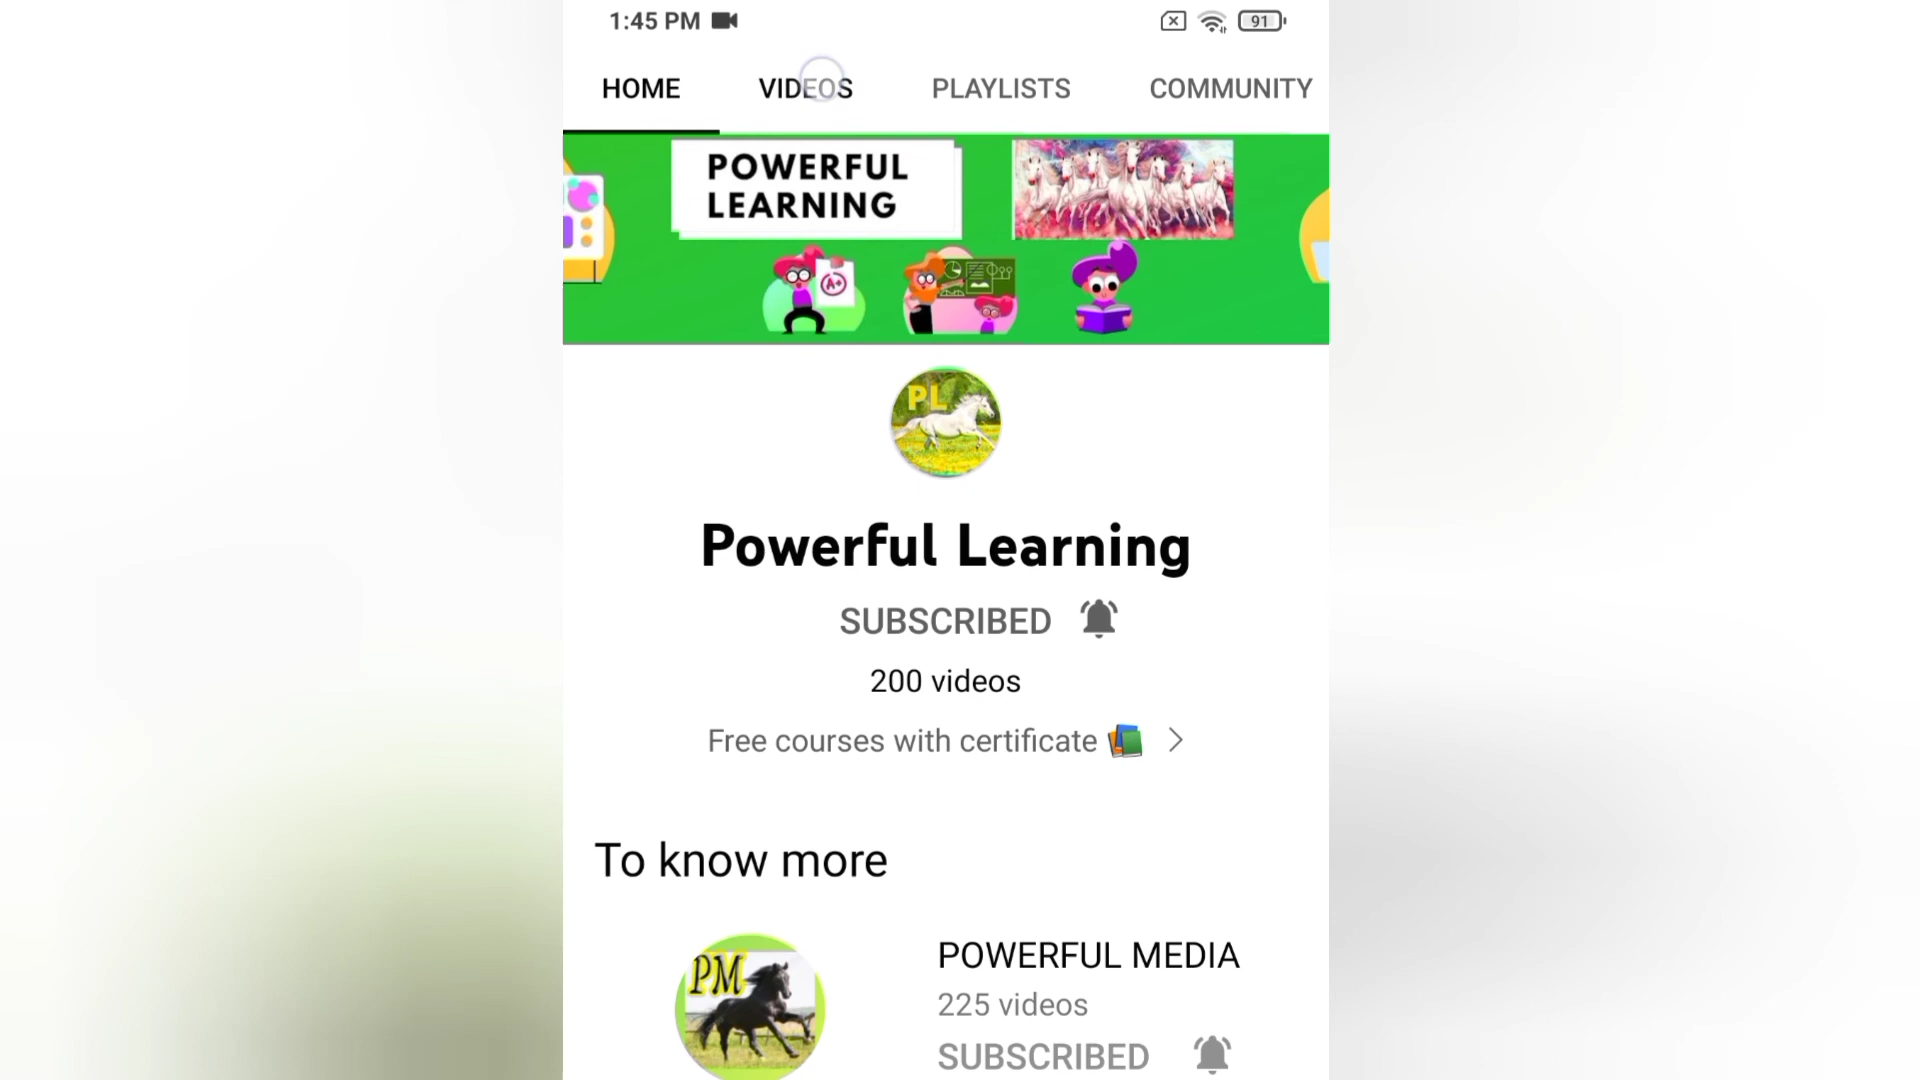 1:45 PM
91
HOME VIDEOS PLAYLISTS COMMUNITY
POWERFUL
LEARNING
A+
PL
Powerful Learning
SUBSCRIBED
200 videos
Free courses with certificate
To know more
PM
POWERFUL MEDIA
225 videos
SUBSCRIBED